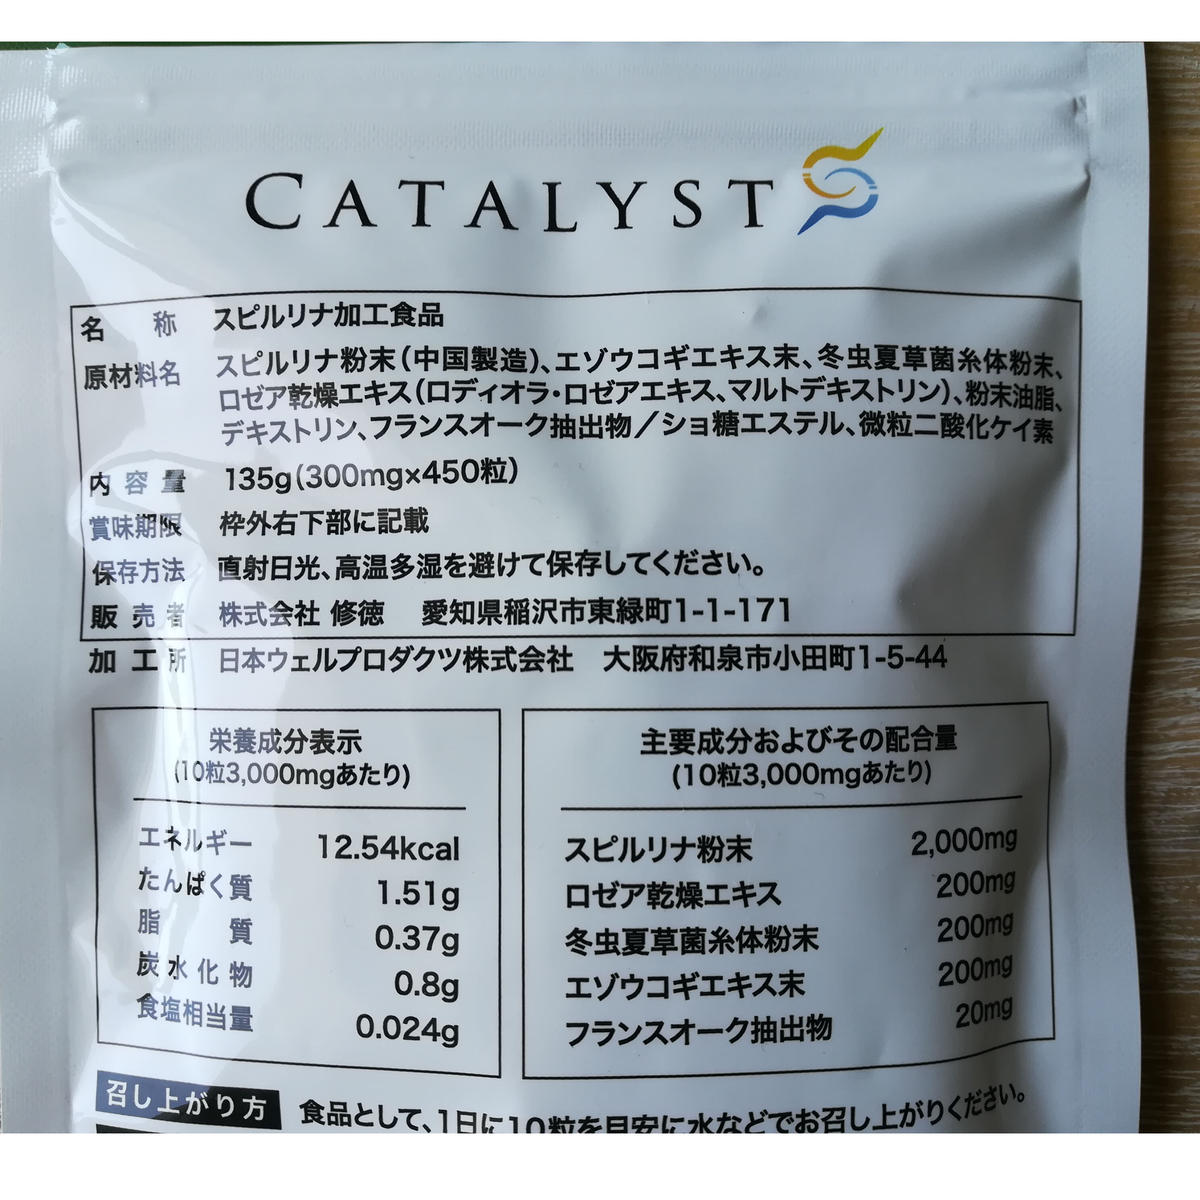 CATALYST
名称 スピルリナ加工食品
原材料名 スピルリナ粉末(中国製造)、エゾウコギエキス末、冬虫夏草菌糸体粉末、
ロゼア乾燥エキス(ロディオラ・ロゼアエキス、マルトデキストリン)、粉末油脂、
デキストリン、フランスオーク抽出物/ショ糖エステル、微粒二酸化ケイ素
内容量 135g(300mg×450粒)
賞味期限 枠外右下部に記載
保存方法 直射日光、高温多湿を避けて保存してください。
販売者 株式会社 修徳 愛知県稲沢市東緑町1-1-171
加工所 日本ウェルプロダクツ株式会社 大阪府和泉市小田町1-5-44
栄養成分表示
(10粒3,000mgあたり)
エネルギー 12.54kcal
たんぱく質 1.51g
脂質 0.37g
炭水化物 0.8g
食塩相当量 0.024g
主要成分およびその配合量
(10粒3,000mgあたり)
スピルリナ粉末 2,000mg
ロゼア乾燥エキス 200mg
冬虫夏草菌糸体粉末 200mg
エゾウコギエキス末 200mg
フランスオーク抽出物 20mg
召し上がり方 食品として、1日に10粒を目安に水などでお召し上がりください。